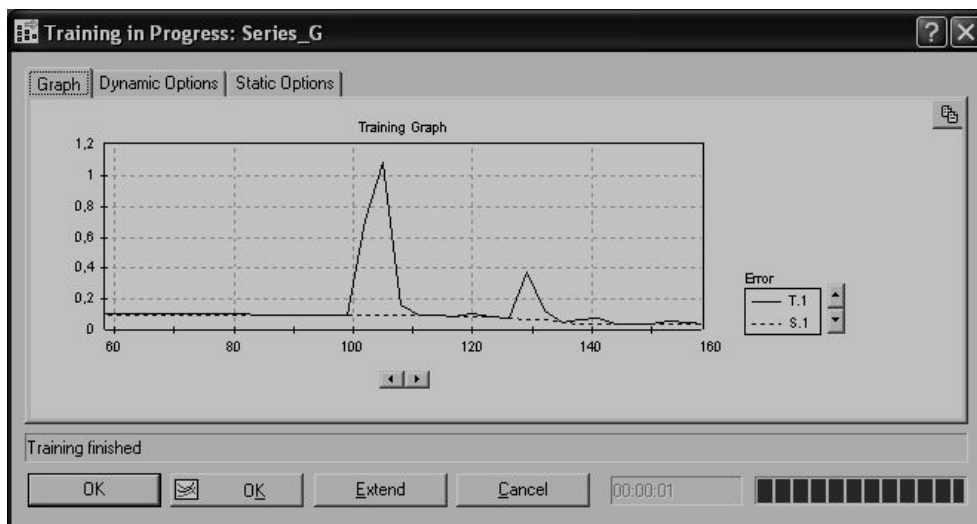 Training in Progress: Series_G
Graph
Dynamic Options
Static Options
Training Graph
1,2
1
0,8
0,6
0,4
0,2
0
60
80
100
120
140
160
Error
T.1
S.1
Training finished
OK
OK
Extend
Cancel
00:00:01